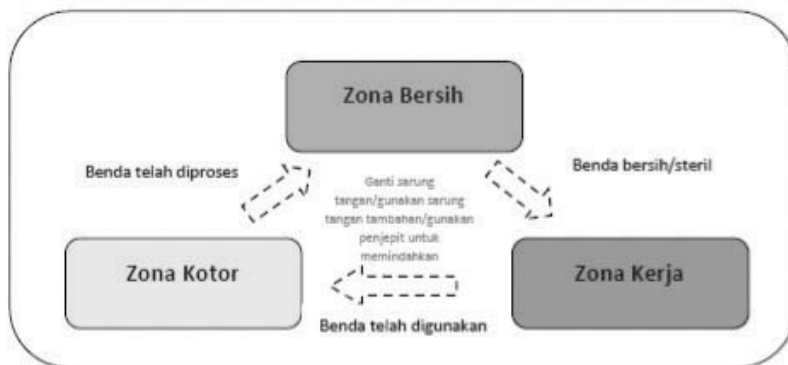 Zona Bersih
Benda telah diproses
Benda bersih/steril
Ganti sarung
tangan/gunakan sarung
tangan tambahan/gunakan
penjepit untuk
memindahkan
Zona Kotor
Zona Kerja
Benda telah digunakan